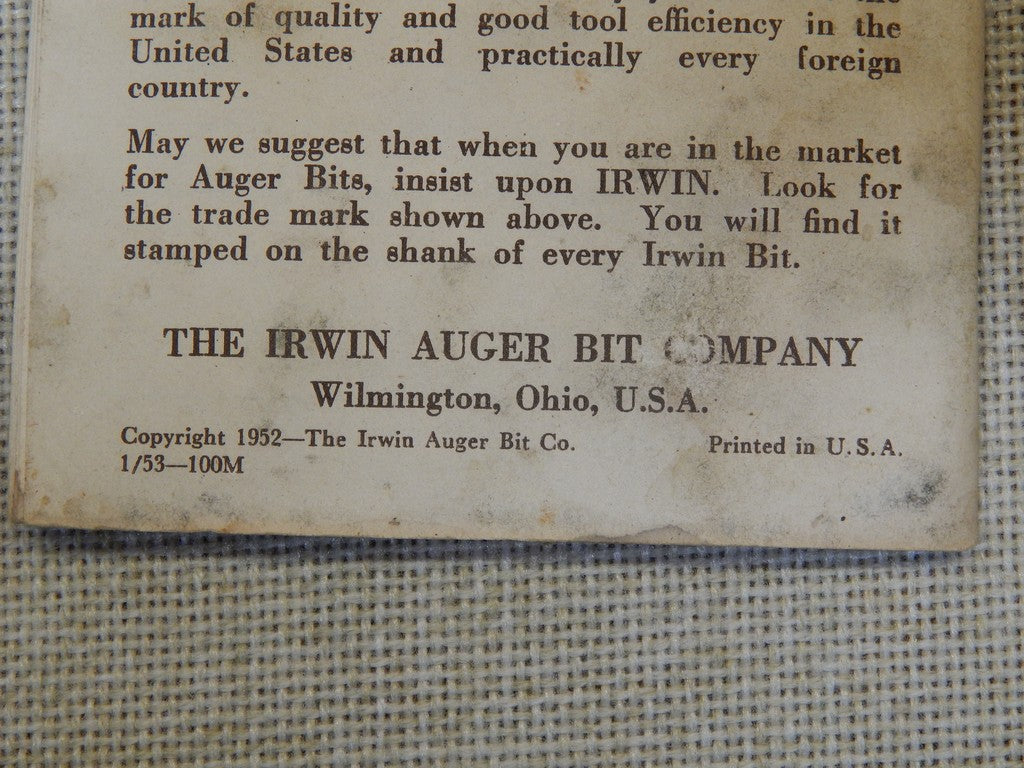 mark of quality and good tool efficiency in the
United States and practically every foreign
country.
May we suggest that when you are in the market
for Auger Bits, insist upon IRWIN. Look for
the trade mark shown above. You will find it
stamped on the shank of every Irwin Bit.
THE IRWIN AUGER BIT COMPANY
Wilmington, Ohio, U.S.A.
Copyright 1952—The Irwin Auger Bit Co. Printed in U.S.A.
1/53—100M